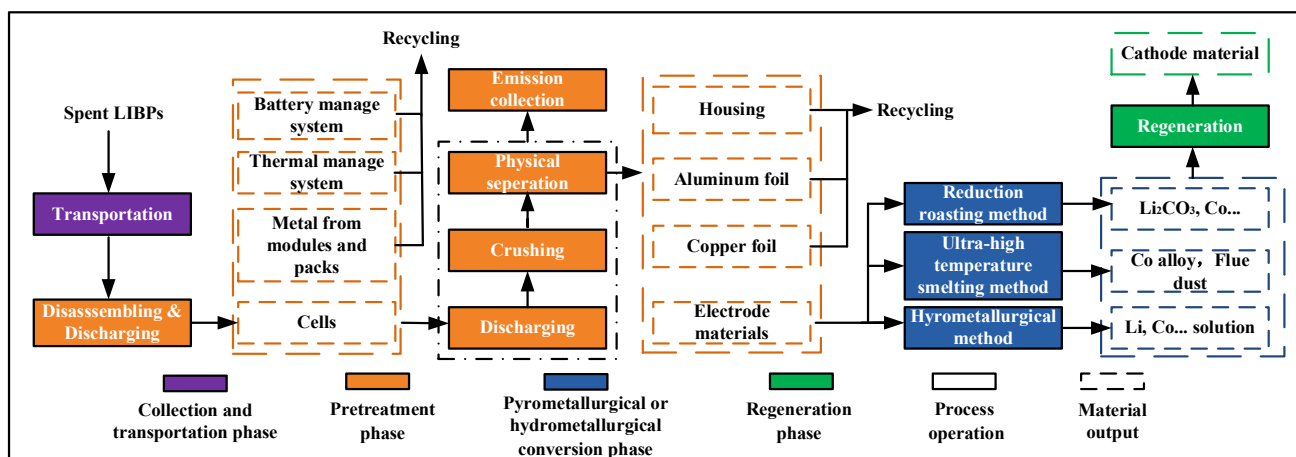 Spent LIBPs
Transportation
Disasssembling &
Discharging
Recycling
Battery manage
system
Thermal manage
system
Metal from
modules and
packs
Cells
Emission
collection
Physical
seperation
Crushing
Discharging
Housing
Aluminum foil
Copper foil
Electrode
materials
Recycling
Reduction
roasting method
Ultra-high
temperature
smelting method
Hyrometallurgical
method
Cathode material
Regeneration
Li₂CO₃, Co...
Co alloy，Flue
dust
Li, Co... solution
Collection and
transportation phase
Pretreatment
phase
Pyrometallurgical or
hydrometallurgical
conversion phase
Regeneration
phase
Process
operation
Material
output